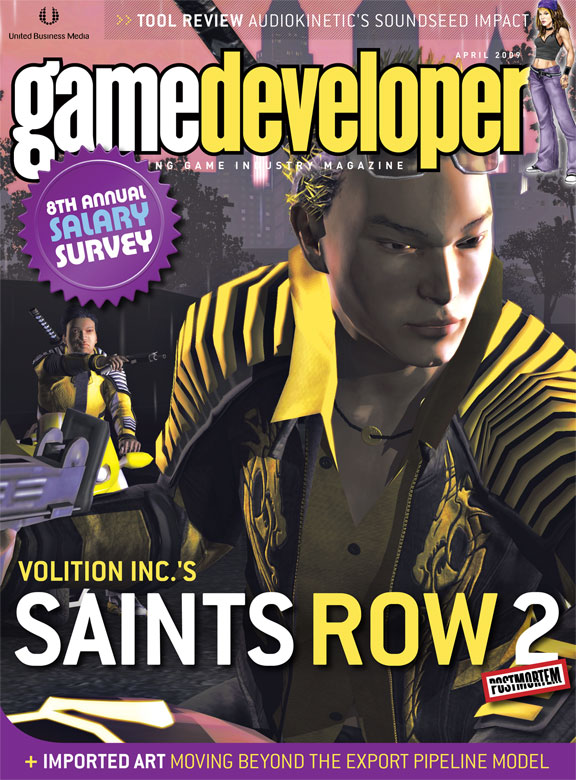 United Business Media
>> TOOL REVIEW AUDIOKINETIC'S SOUNDSEED IMPACT
APRIL 2009
gamedeveloper
NG GAME INDUSTRY MAGAZINE
8TH ANNUAL
SALARY
SURVEY
VOLITION INC.'S
SAINTS ROW 2
POSTMORTEM
+ IMPORTED ART MOVING BEYOND THE EXPORT PIPELINE MODEL